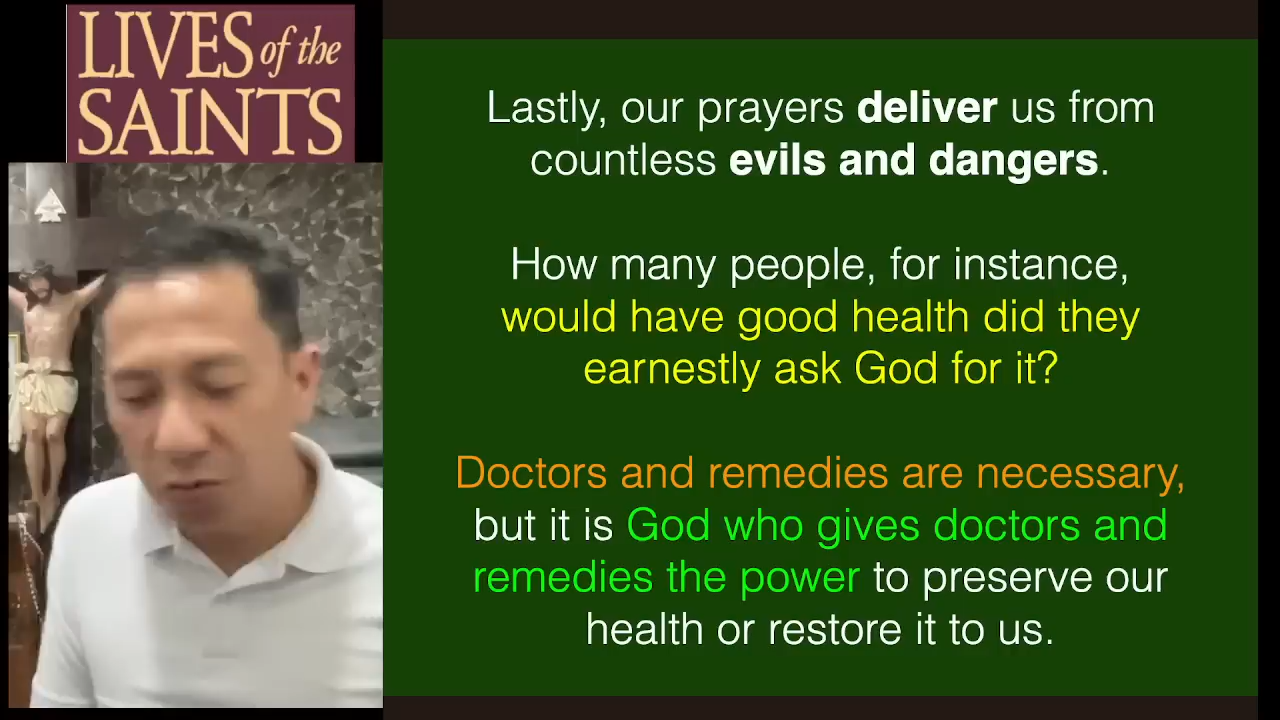 LIVES of the
SAINTS
Lastly, our prayers deliver us from
countless evils and dangers.
How many people, for instance,
would have good health did they
earnestly ask God for it?
Doctors and remedies are necessary,
but it is God who gives doctors and
remedies the power to preserve our
health or restore it to us.